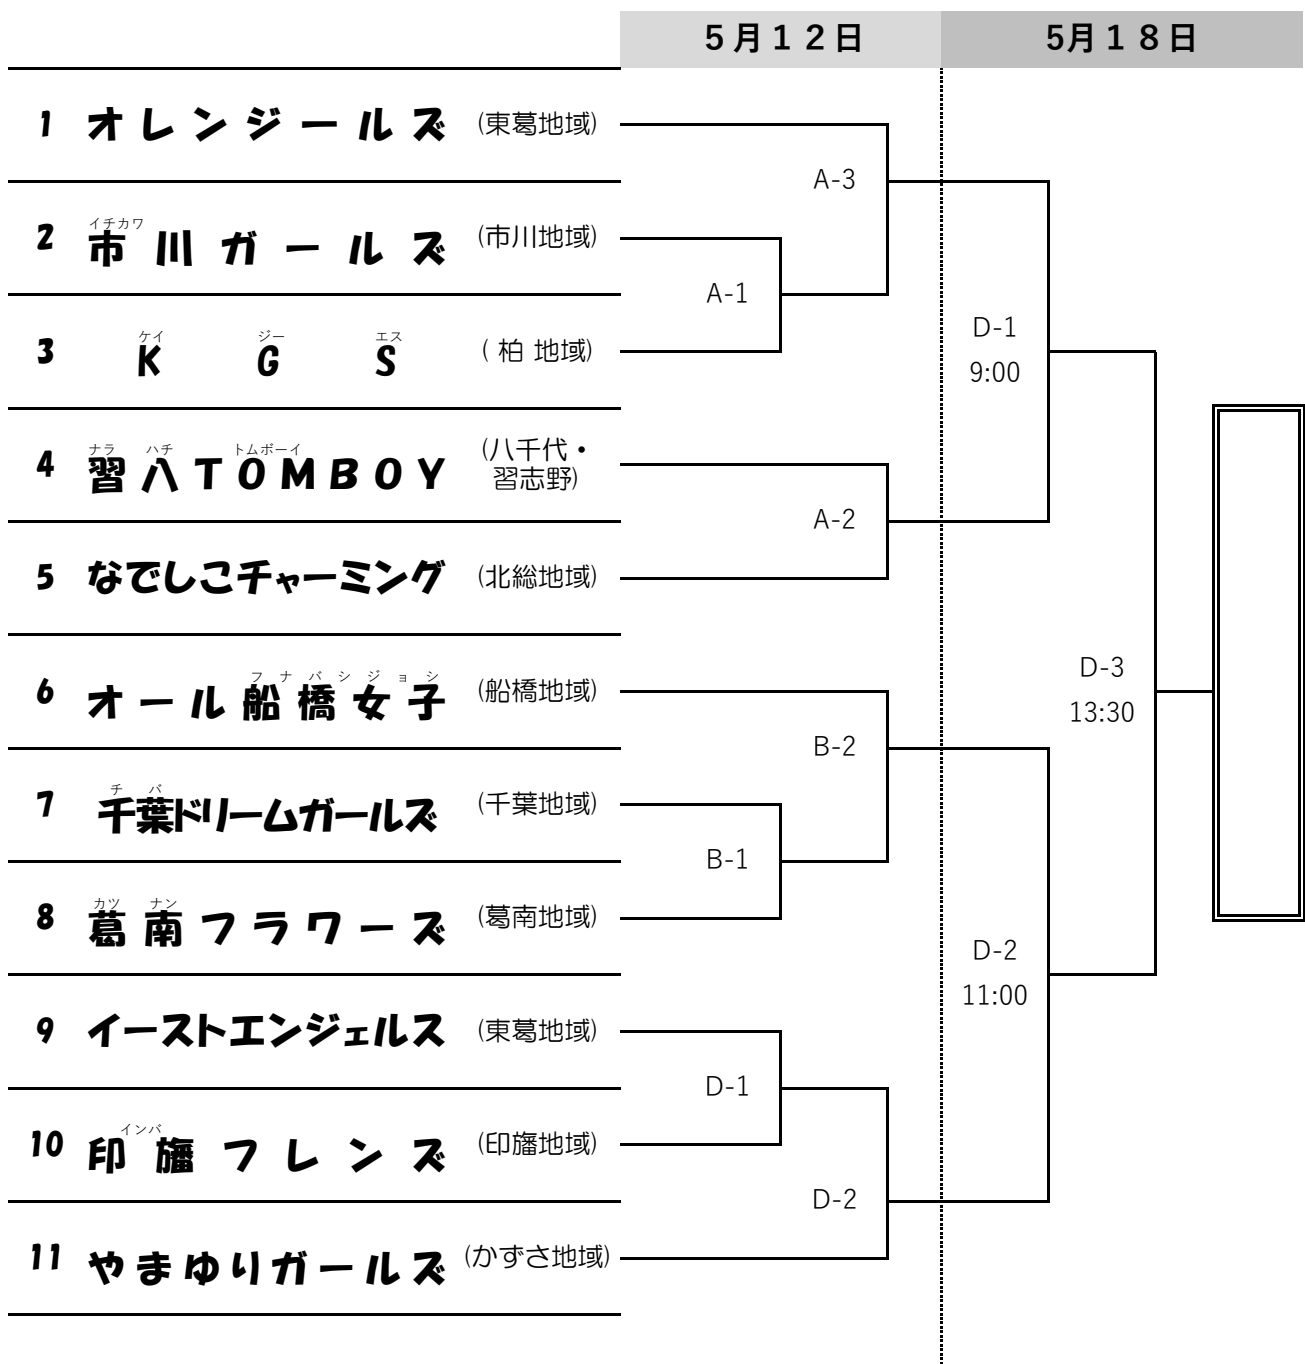 5月12日 5月18日
1 オレンジールズ (東葛地域)
A-3
イチカワ
2 市川ガールズ (市川地域)
A-1
ケイ ジー エス
3 KGS (柏地域)
D-1
9:00
ナラ ハチ トムボーイ
4 習八TOMBOY (八千代・
習志野)
A-2
5 なでしこチャーミング (北総地域)
フナバシジョシ
6 オール船橋女子 (船橋地域)
D-3
13:30
B-2
チバ
7 千葉ドリームガールズ (千葉地域)
B-1
カツ ナン
8 葛南フラワーズ (葛南地域)
D-2
11:00
9 イーストエンジェルス (東葛地域)
D-1
インバ
10 印旛フレンズ (印旛地域)
D-2
11 やまゆりガールズ (かずさ地域)